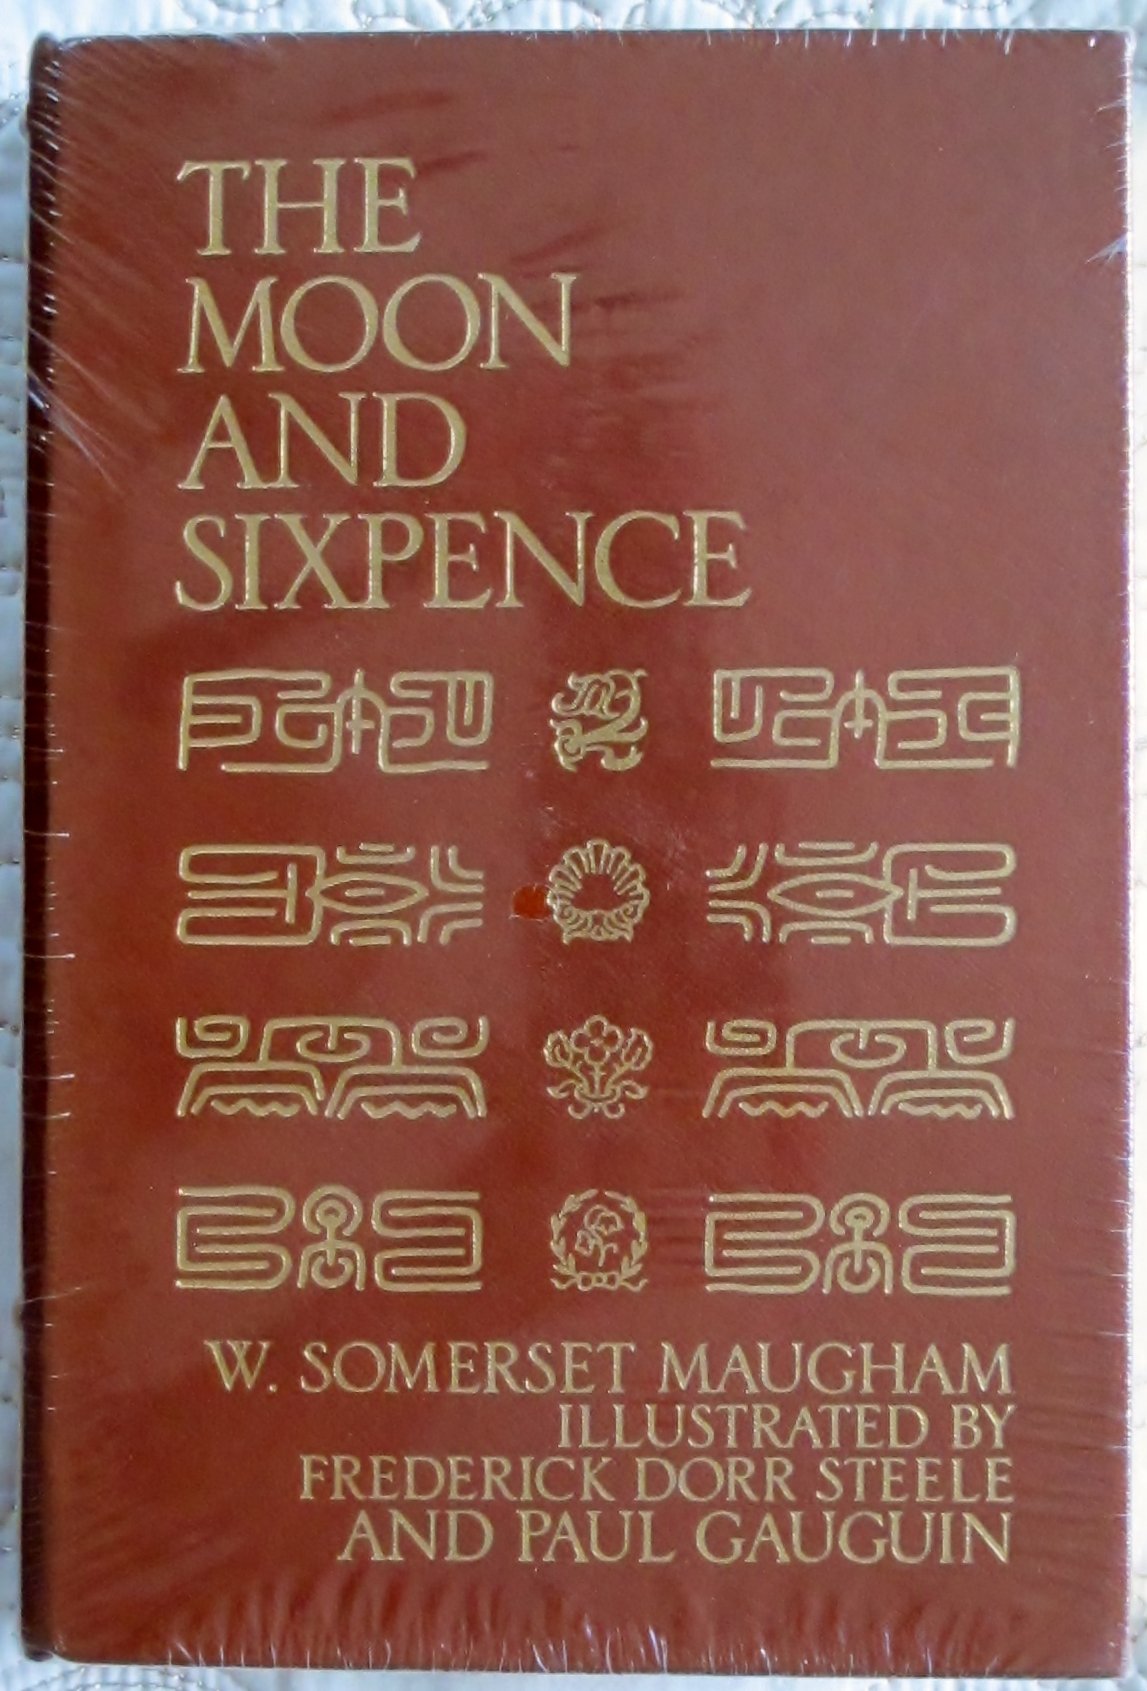 THE
MOON
AND
SIXPENCE
W. SOMERSET MAUGHAM
ILLUSTRATED BY
FREDERICK DORR STEELE
AND PAUL GAUGUIN